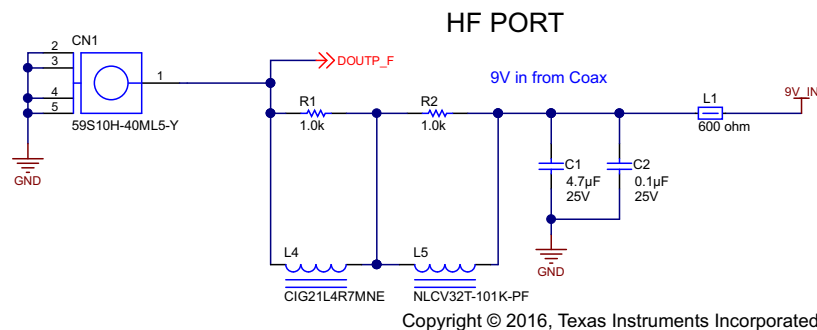 HF PORT
CN1
2
3
4
5
1
59S10H-40ML5-Y
GND
DOUTP_F
9V in from Coax
R1
1.0k
R2
1.0k
L1
600 ohm
9V_IN
C1
4.7µF
25V
C2
0.1µF
25V
GND
L4
CIG21L4R7MNE
L5
NLCV32T-101K-PF
Copyright © 2016, Texas Instruments Incorporated